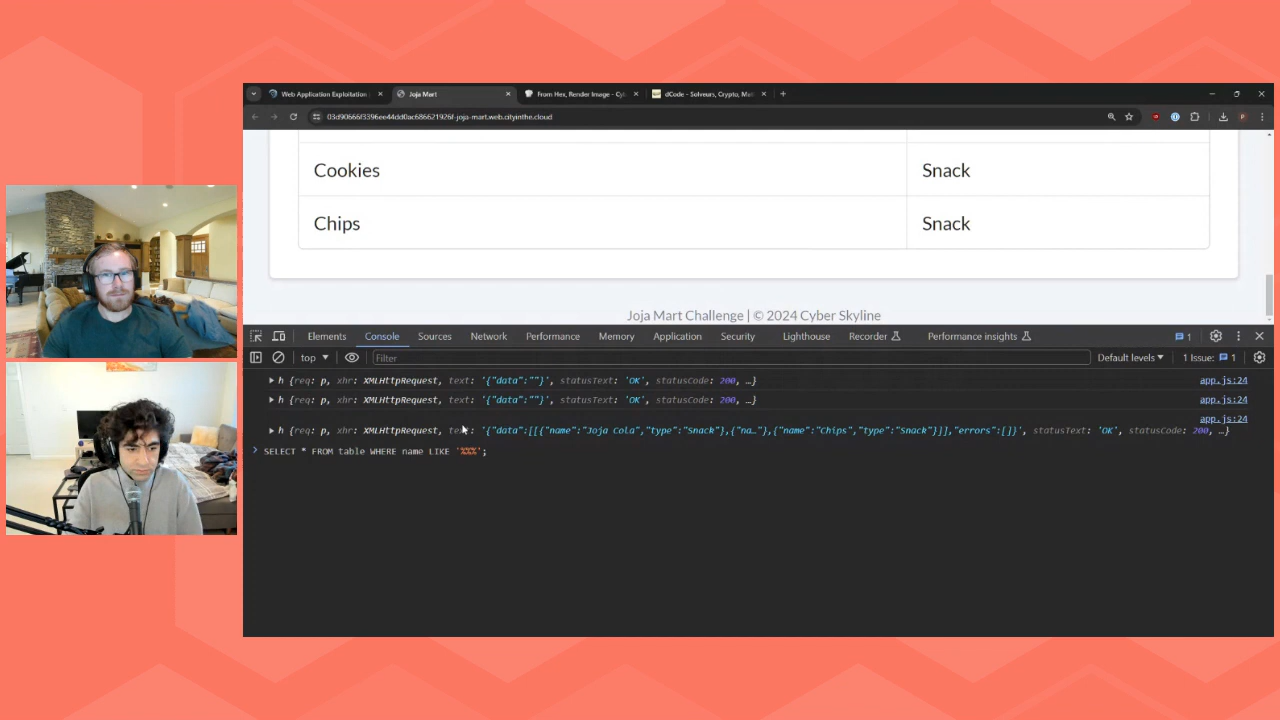 Web Application Exploitation
Joja Mart
From Hex, Render Image - Cyb
dCode - Solveurs, Crypto, Mat
03d90666f3396ee44dd0ac686621926f-joja-mart.web.cityinthe.cloud
P
Cookies Snack
Chips Snack
Joja Mart Challenge | © 2024 Cyber Skyline
Elements Console Sources Network Performance Memory Application Security Lighthouse Recorder Performance insights 1
top Filter Default levels 1 Issue: 1
h {req: p, xhr: XMLHttpRequest, text: '{"data":""}', statusText: 'OK', statusCode: 200, …} app.js:24
h {req: p, xhr: XMLHttpRequest, text: '{"data":""}', statusText: 'OK', statusCode: 200, …} app.js:24
app.js:24
h {req: p, xhr: XMLHttpRequest, text: '{"data":[[{"name":"Joja Cola","type":"Snack"},{"na…"},{"name":"Chips","type":"Snack"}]],"errors":[]}', statusText: 'OK', statusCode: 200, …}
> SELECT * FROM table WHERE name LIKE '%%%';